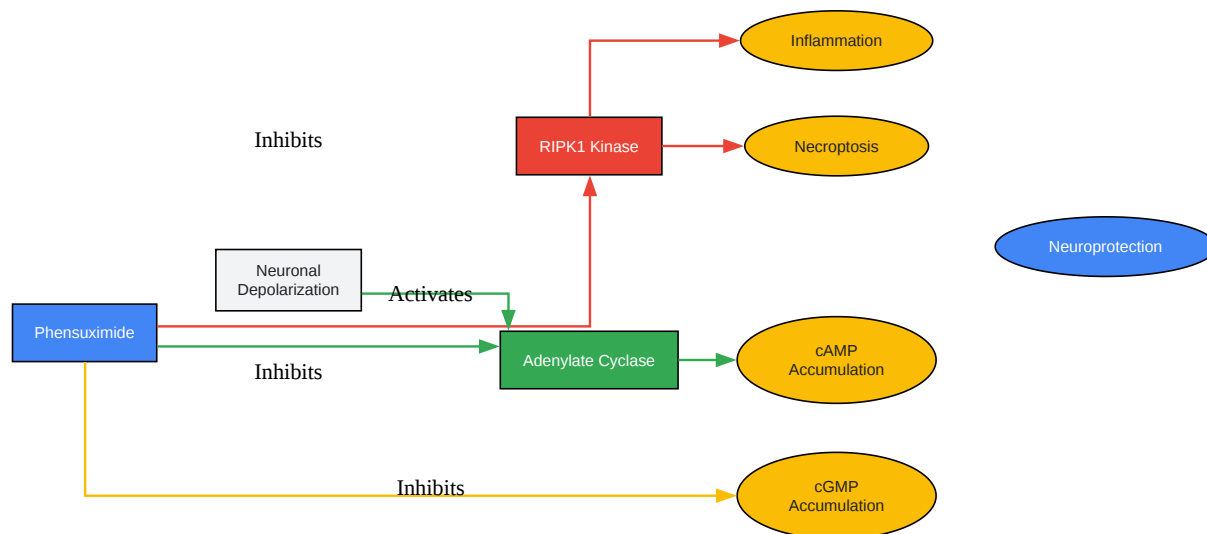 Inflammation
Inhibits
RIPK1 Kinase
Necroptosis
Neuroprotection
Neuronal
Depolarization
Activates
Phensuximide
Adenylate Cyclase
cAMP
Accumulation
Inhibits
Inhibits
cGMP
Accumulation